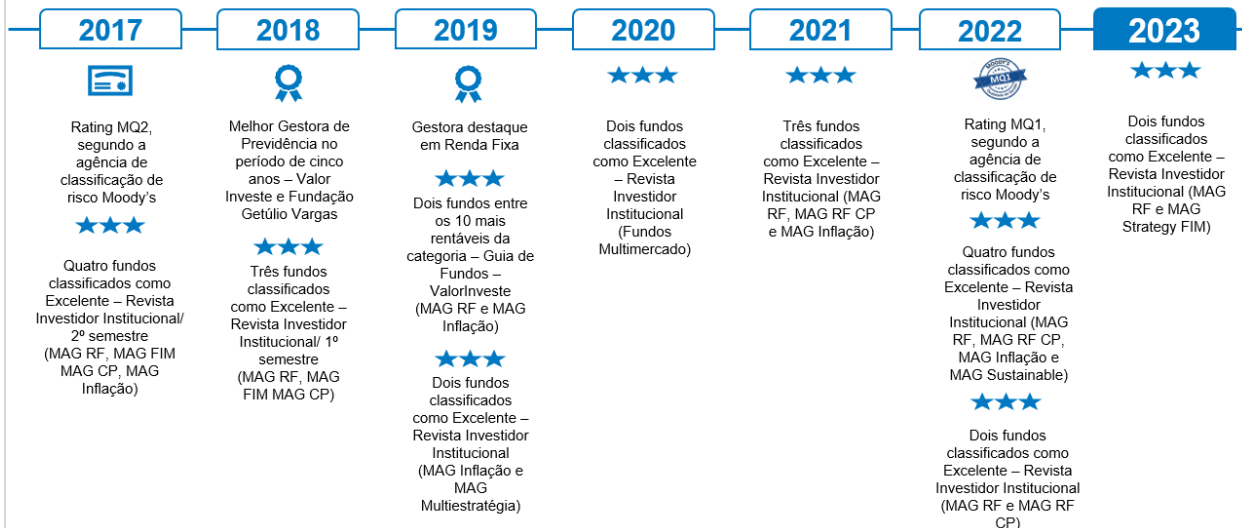 2017
Rating MQ2,
segundo a
agência de
classificação de
risco Moody's
Quatro fundos
classificados como
Excelente – Revista
Investidor Institucional/
2º semestre
(MAG RF, MAG FIM
MAG CP, MAG
Inflação)
2018
Melhor Gestora de
Previdência no
período de cinco
anos – Valor
Investe e Fundação
Getúlio Vargas
Três fundos
classificados
como Excelente –
Revista Investidor
Institucional/ 1º
semestre
(MAG RF, MAG
FIM MAG CP)
2019
Gestora destaque
em Renda Fixa
Dois fundos entre
os 10 mais
rentáveis da
categoria – Guia de
Fundos –
ValorInveste
(MAG RF e MAG
Inflação)
Dois fundos
classificados
como Excelente –
Revista Investidor
Institucional
(MAG Inflação e
MAG
Multiestratégia)
2020
Dois fundos
classificados
como Excelente
– Revista
Investidor
Institucional
(Fundos
Multimercado)
2021
Três fundos
classificados
como Excelente –
Revista Investidor
Institucional (MAG
RF, MAG RF CP
e MAG Inflação)
2022
MOODY'S
MQ1
Rating MQ1,
segundo a
agência de
classificação de
risco Moody's
Quatro fundos
classificados como
Excelente – Revista
Investidor
Institucional (MAG
RF, MAG RF CP,
MAG Inflação e
MAG Sustainable)
Dois fundos
classificados como
Excelente – Revista
Investidor Institucional
(MAG RF e MAG RF
CP)
2023
Dois fundos
classificados
como Excelente –
Revista Investidor
Institucional (MAG
RF e MAG
Strategy FIM)